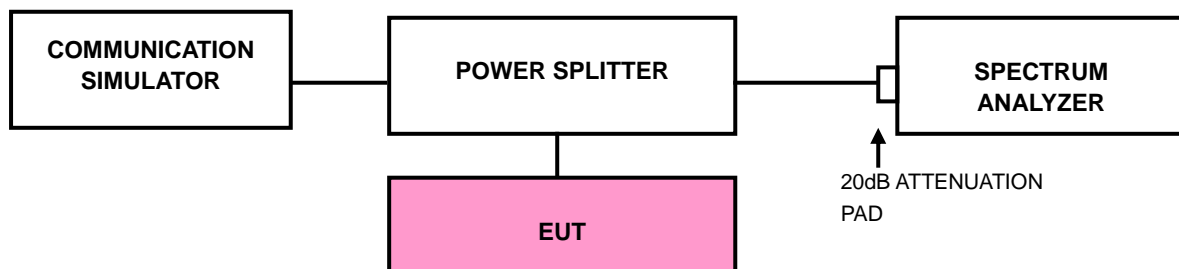 COMMUNICATION
SIMULATOR
POWER SPLITTER
SPECTRUM
ANALYZER
20dB ATTENUATION
PAD
EUT